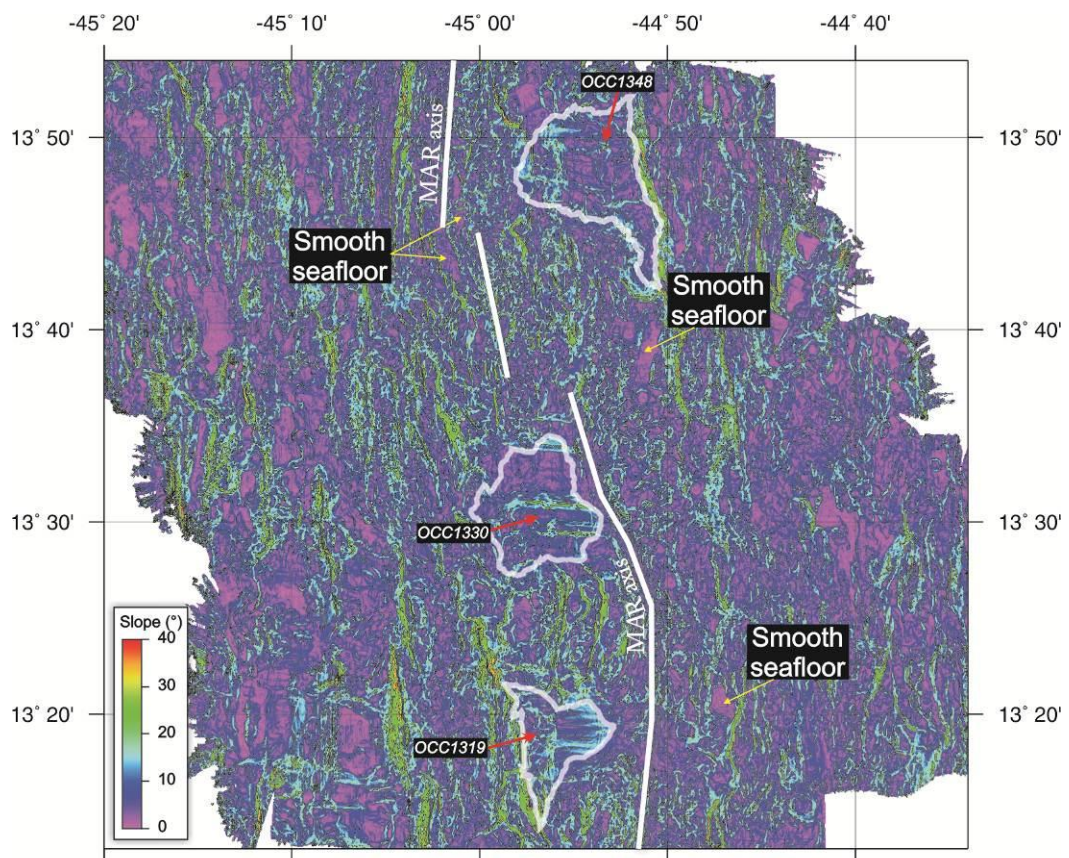 -45° 20'
-45° 10'
-45° 00'
-44° 50'
-44° 40'
OCC1348
13° 50'
13° 50'
MAR axis
Smooth
seafloor
Smooth
seafloor
13° 40'
13° 40'
13° 30'
OCC1330
13° 30'
MAR axis
Slope (°)
40
30
20
10
0
Smooth
seafloor
13° 20'
OCC1319
13° 20'